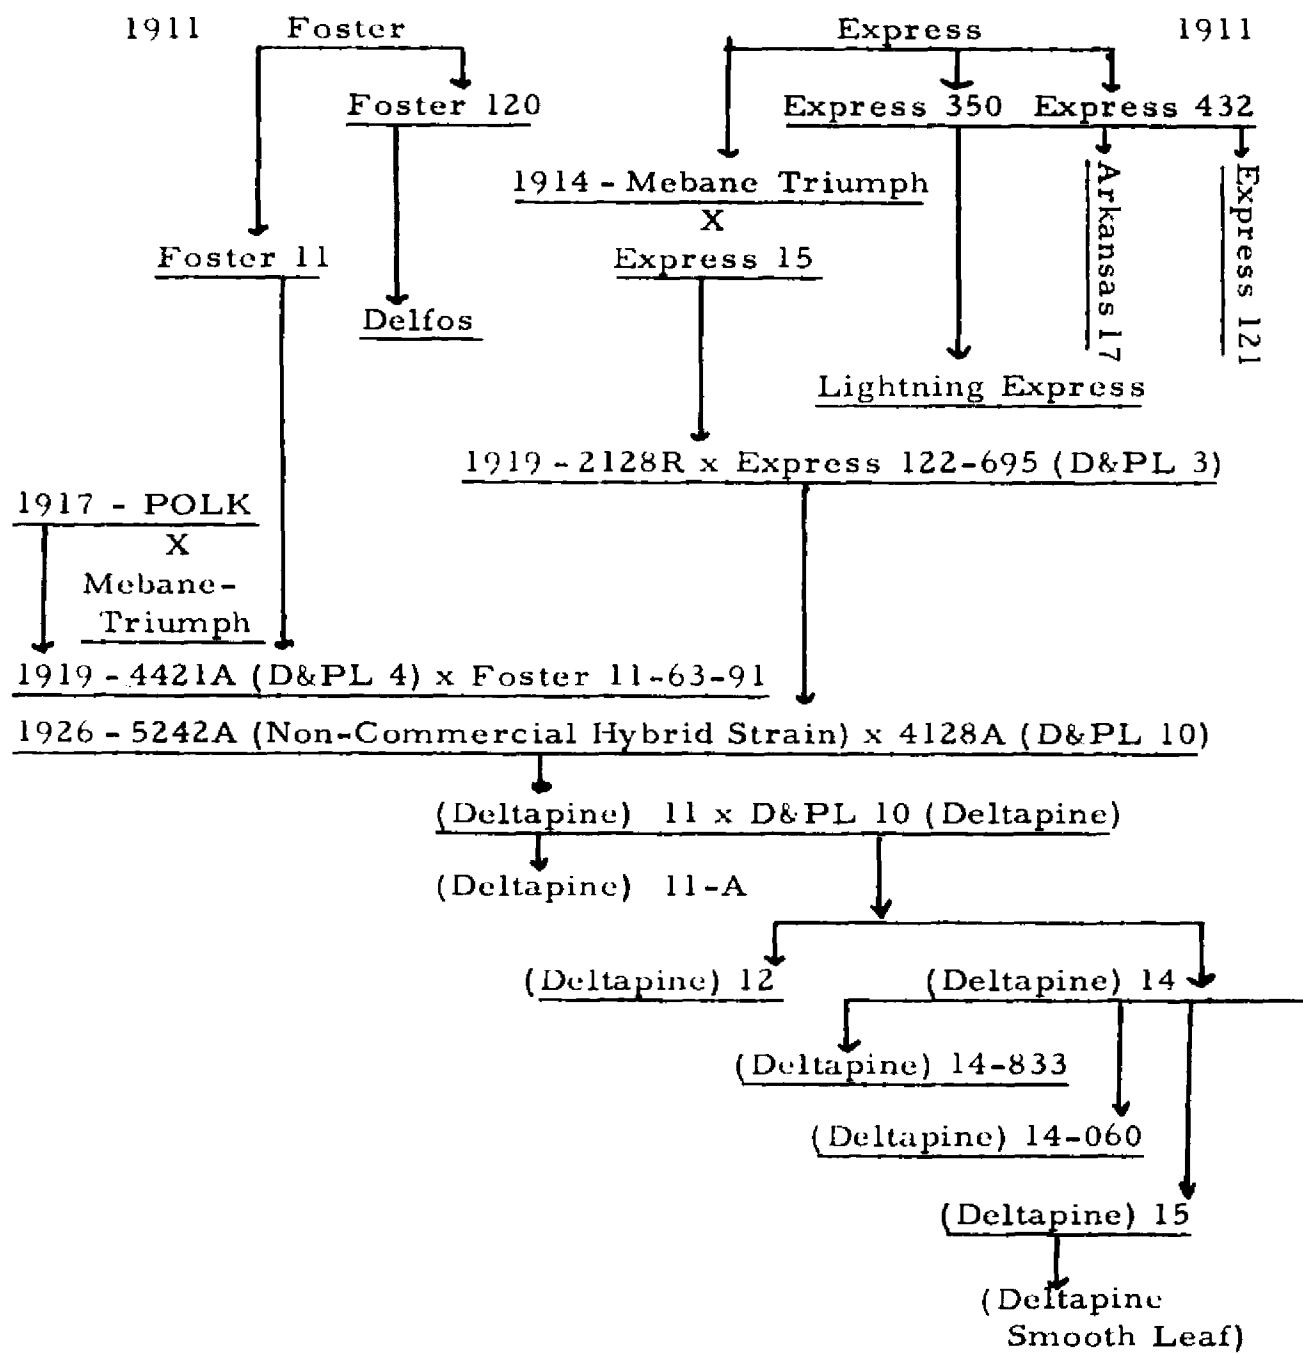 1911 Foster Express 1911
Foster 120 Express 350 Express 432
1914 - Mebane Triumph
X
Arkansas 17
Express 121
Foster 11 Express 15
Delfos
Lightning Express
1919 - 2128R x Express 122-695 (D&PL 3)
1917 - POLK
X
Mebane-
Triumph
1919 - 4421A (D&PL 4) x Foster 11-63-91
1926 - 5242A (Non-Commercial Hybrid Strain) x 4128A (D&PL 10)
(Deltapine) 11 x D&PL 10 (Deltapine)
(Deltapine) 11-A
(Deltapine) 12 (Deltapine) 14
(Deltapine) 14-833
(Deltapine) 14-060
(Deltapine) 15
(Deltapine
Smooth Leaf)